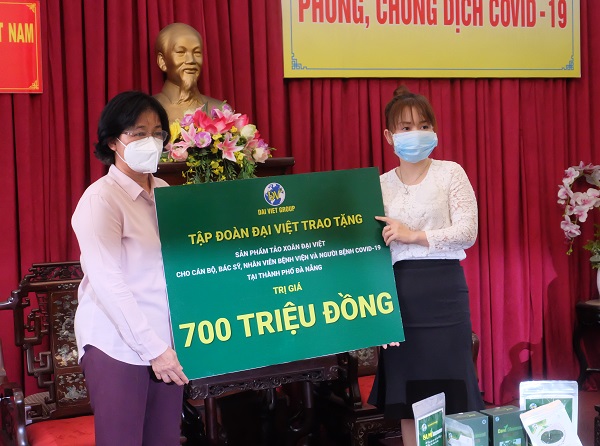 T NAM
PHÒNG, CHỐNG DỊCH COVID-19
DAI VIET GROUP
TẬP ĐOÀN ĐẠI VIỆT TRAO TẶNG
SẢN PHẨM TẢO XOẮN ĐẠI VIỆT
CHO CÁN BỘ, BÁC SỸ, NHÂN VIÊN BỆNH VIỆN VÀ NGƯỜI BỆNH COVID-19
TẠI THÀNH PHỐ ĐÀ NẴNG
TRỊ GIÁ
700 TRIỆU ĐỒNG